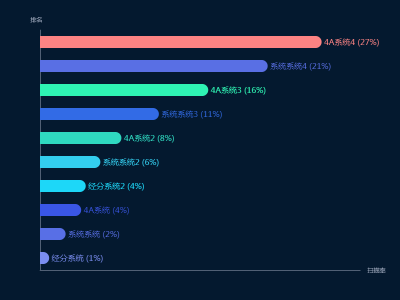 排名
4A系统4 (27%)
系统系统4 (21%)
4A系统3 (16%)
系统系统3 (11%)
4A系统2 (8%)
系统系统2 (6%)
经分系统2 (4%)
4A系统 (4%)
系统系统 (2%)
经分系统 (1%)
扫描率